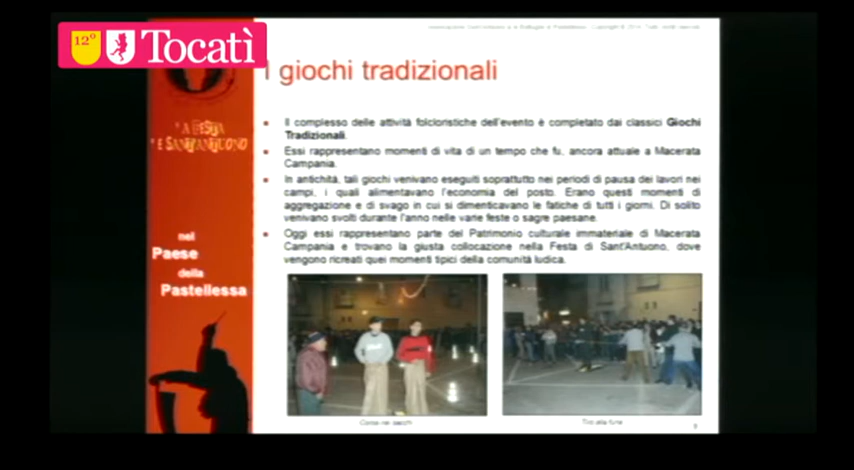 12°
Tocatì
I giochi tradizionali
Il complesso delle attività folcloristiche dell'evento è completato dai classici Giochi
Tradizionali.
Essi rappresentano momenti di vita di un tempo che fu, ancora attuale a Macerata
Campania.
In antichità, tali giochi venivano eseguiti soprattutto nei periodi di pausa dei lavori nei
campi, i quali alimentavano l'economia del posto. Erano questi momenti di
aggregazione e di svago in cui si dimenticavano le fatiche di tutti i giorni. Di solito
venivano svolti durante l'anno nelle varie feste o sagre paesane.
Oggi essi rappresentano parte del Patrimonio culturale immateriale di Macerata
Campania e trovano la giusta collocazione nella Festa di Sant'Antuono, dove
vengono ricreati quei momenti tipici della comunità ludica.
'A FESTA
'E SANT'ANTUONO
nel
Paese
della
Pastellessa
Corsa nei sacchi
Tiro alla fune